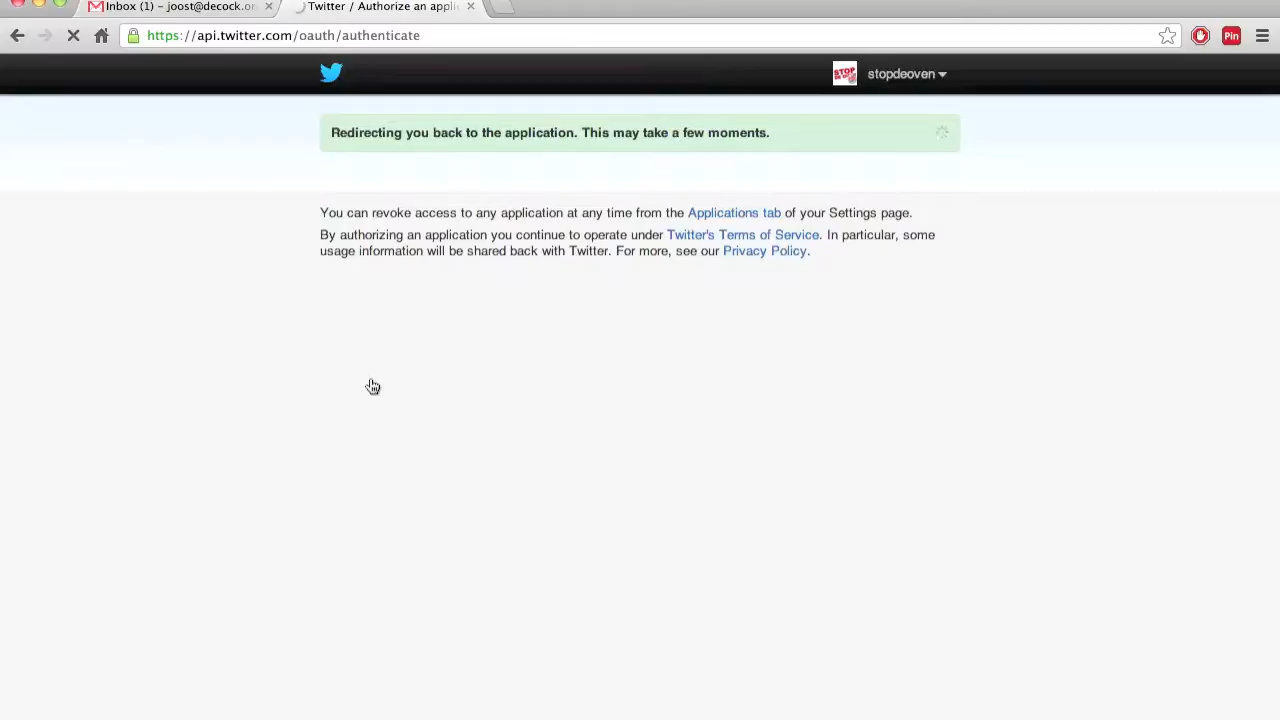 Inbox (1) – joost@decock.or
Twitter / Authorize an appli
https://api.twitter.com/oauth/authenticate
Pin
STOP
stopdeoven
Redirecting you back to the application. This may take a few moments.
You can revoke access to any application at any time from the Applications tab of your Settings page.
By authorizing an application you continue to operate under Twitter's Terms of Service. In particular, some
usage information will be shared back with Twitter. For more, see our Privacy Policy.